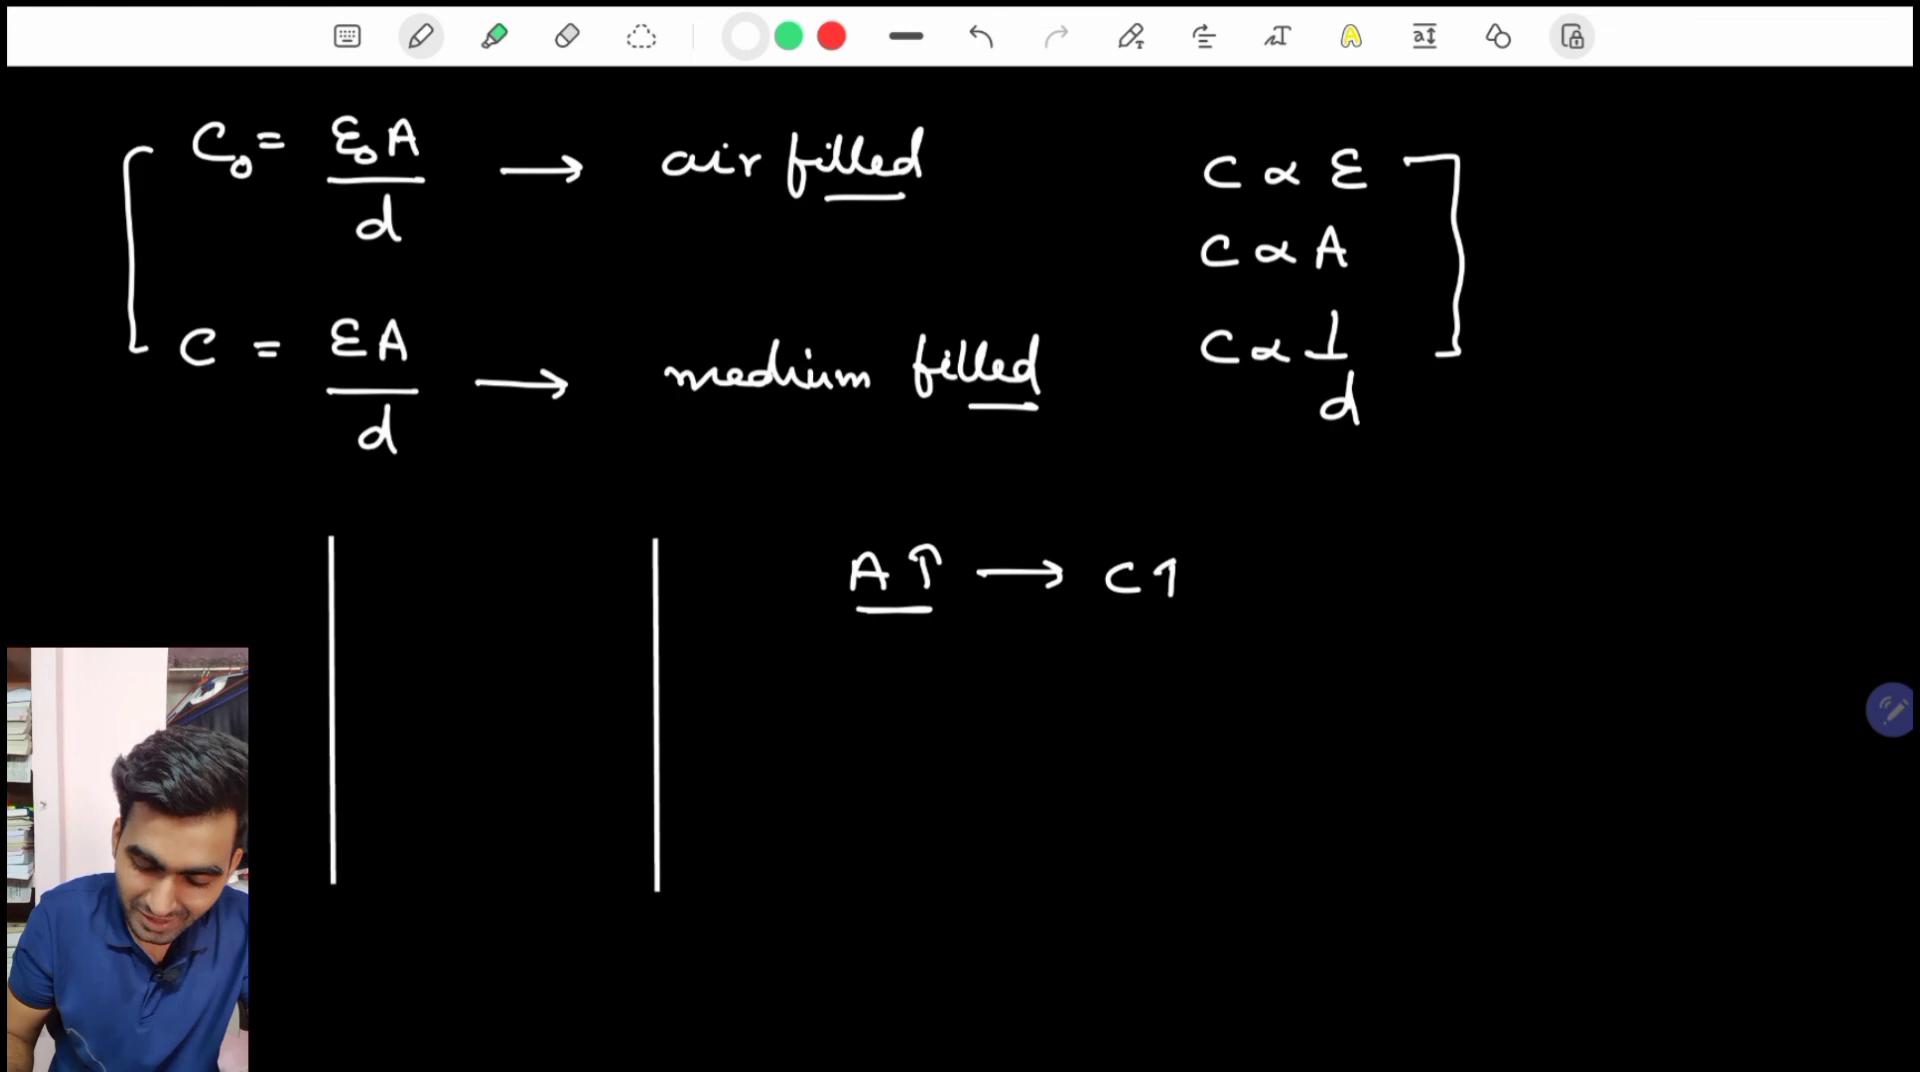 C₀ = ε₀A/d → air filled
C = εA/d → medium filled
C ∝ ε
C ∝ A
C ∝ 1/d
A↑ → C↑